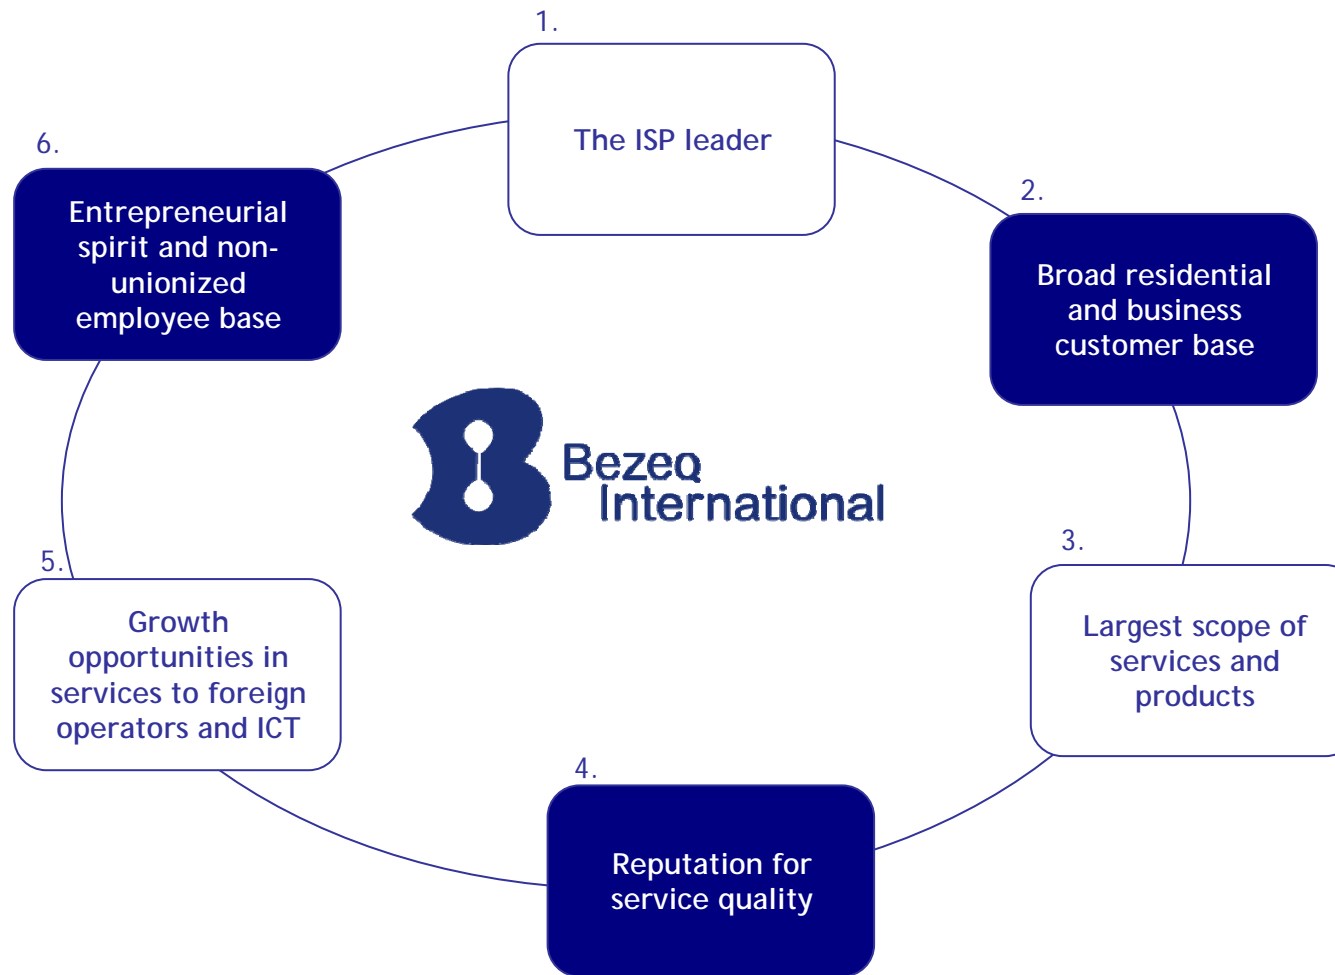 1.
The ISP leader
2.
Broad residential
and business
customer base
3.
Largest scope of
services and
products
4.
Reputation for
service quality
5.
Growth
opportunities in
services to foreign
operators and ICT
6.
Entrepreneurial
spirit and non-
unionized
employee base
Bezeq
International